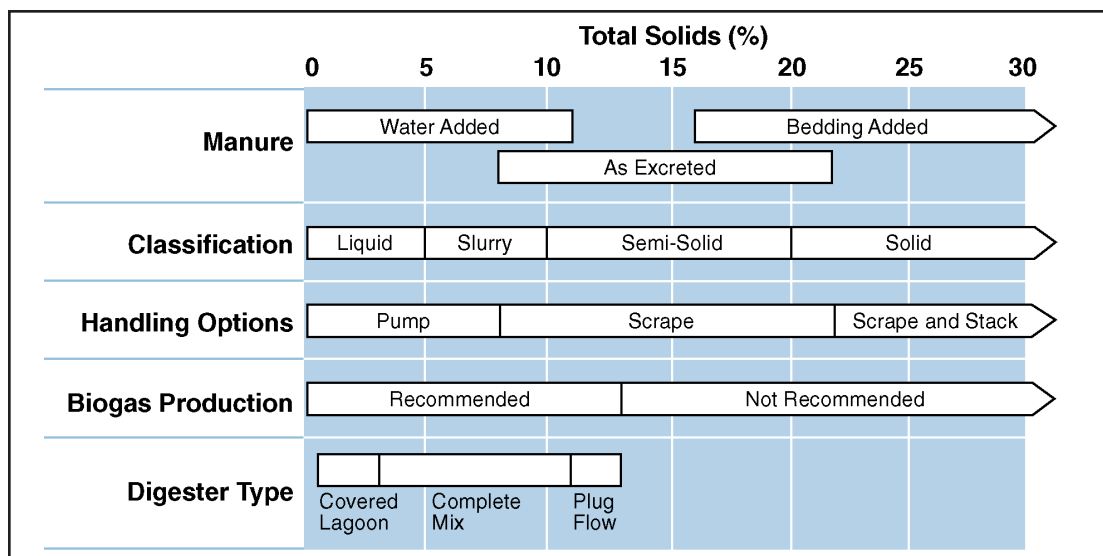 Total Solids (%)
0 5 10 15 20 25 30
Manure
Water Added
Bedding Added
As Excreted
Classification
Liquid
Slurry
Semi-Solid
Solid
Handling Options
Pump
Scrape
Scrape and Stack
Biogas Production
Recommended
Not Recommended
Digester Type
Covered
Lagoon
Complete
Mix
Plug
Flow